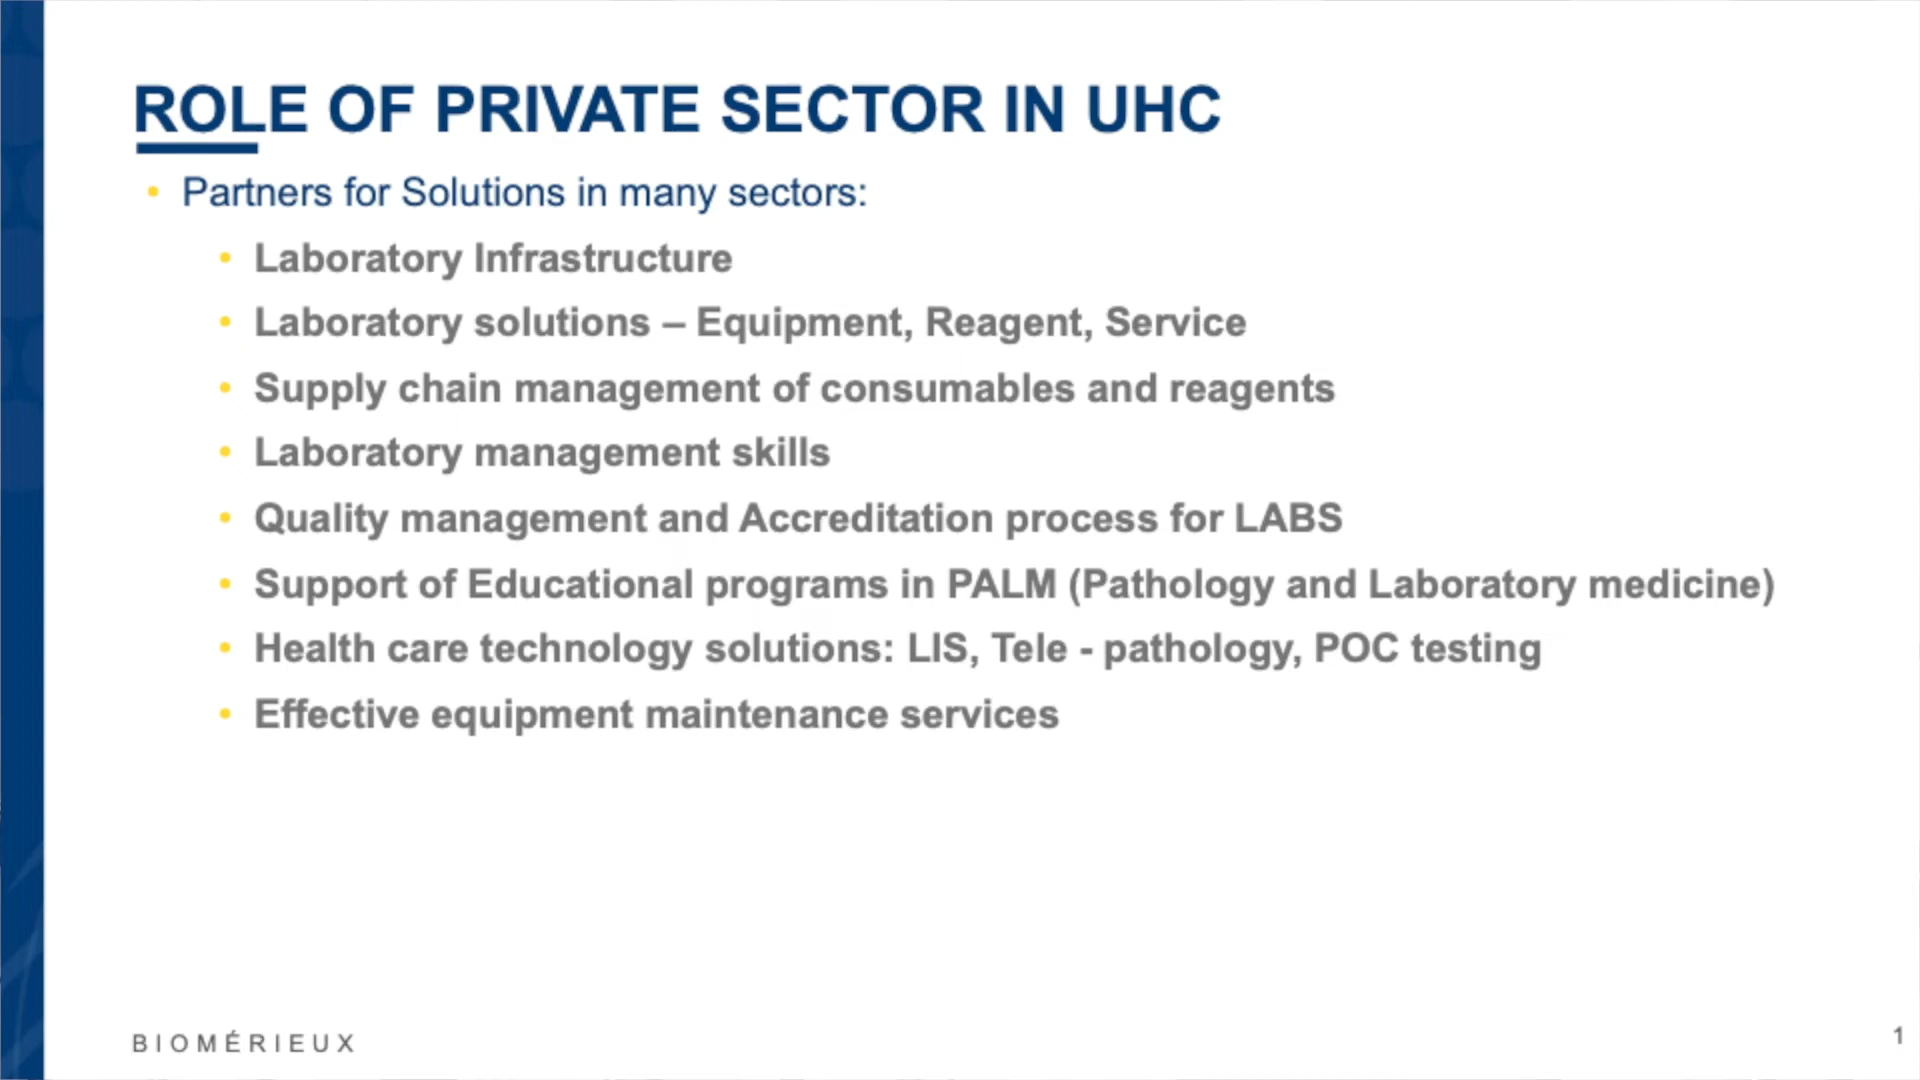 ROLE OF PRIVATE SECTOR IN UHC
• Partners for Solutions in many sectors:
• Laboratory Infrastructure
• Laboratory solutions – Equipment, Reagent, Service
• Supply chain management of consumables and reagents
• Laboratory management skills
• Quality management and Accreditation process for LABS
• Support of Educational programs in PALM (Pathology and Laboratory medicine)
• Health care technology solutions: LIS, Tele - pathology, POC testing
• Effective equipment maintenance services
BIOMÉRIEUX
1